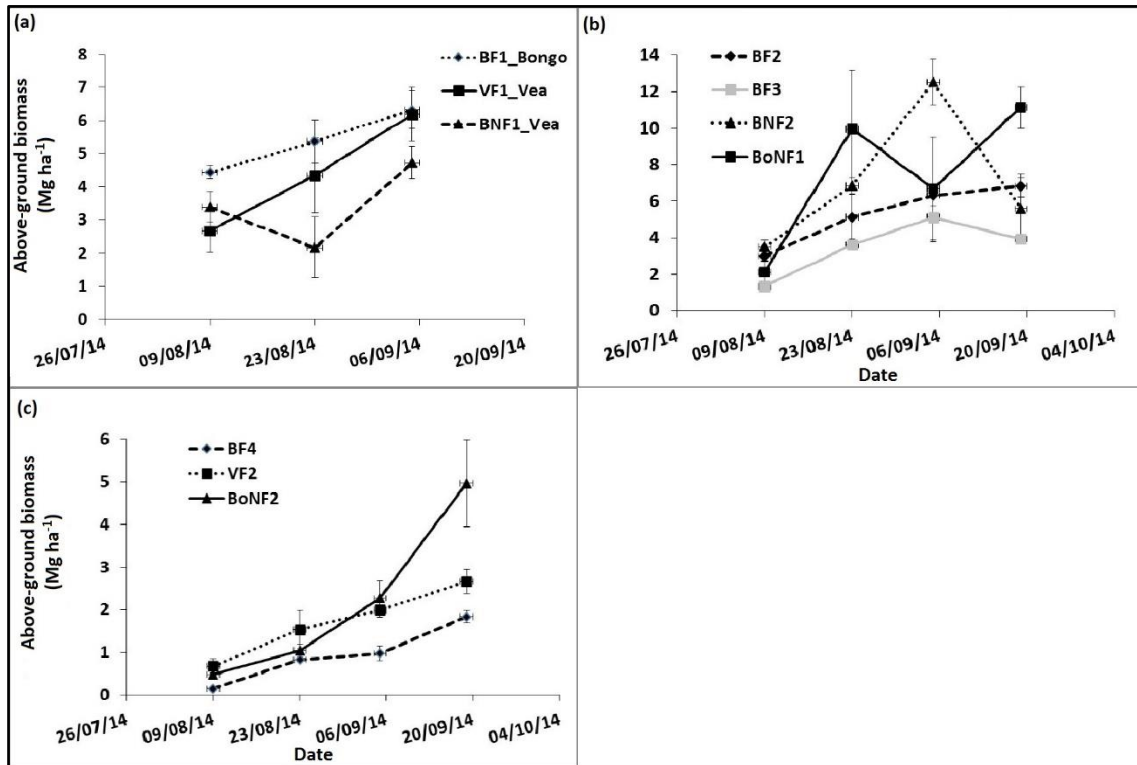 (a)
Above-ground biomass
(Mg ha⁻¹)
8
7
6
5
4
3
2
1
0
BF1_Bongo
VF1_Vea
BNF1_Vea
26/07/14 09/08/14 23/08/14 06/09/14 20/09/14
(b)
14
12
10
8
6
4
2
0
BF2
BF3
BNF2
BoNF1
26/07/14 09/08/14 23/08/14 06/09/14 20/09/14 04/10/14
Date
(c)
Above-ground biomass
(Mg ha⁻¹)
6
5
4
3
2
1
0
BF4
VF2
BoNF2
26/07/14 09/08/14 23/08/14 06/09/14 20/09/14 04/10/14
Date